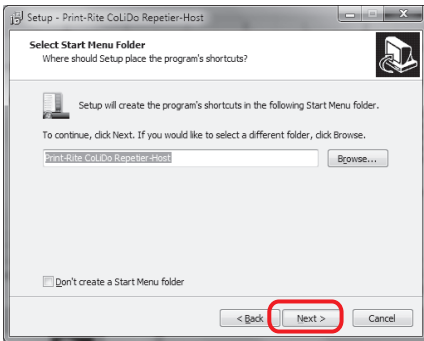 Setup - Print-Rite CoLiDo Repetier-Host
Select Start Menu Folder
Where should Setup place the program's shortcuts?
Setup will create the program's shortcuts in the following Start Menu folder.
To continue, click Next. If you would like to select a different folder, click Browse.
Print-Rite CoLiDo Repetier-Host
Browse...
Don't create a Start Menu folder
< Back
Next >
Cancel